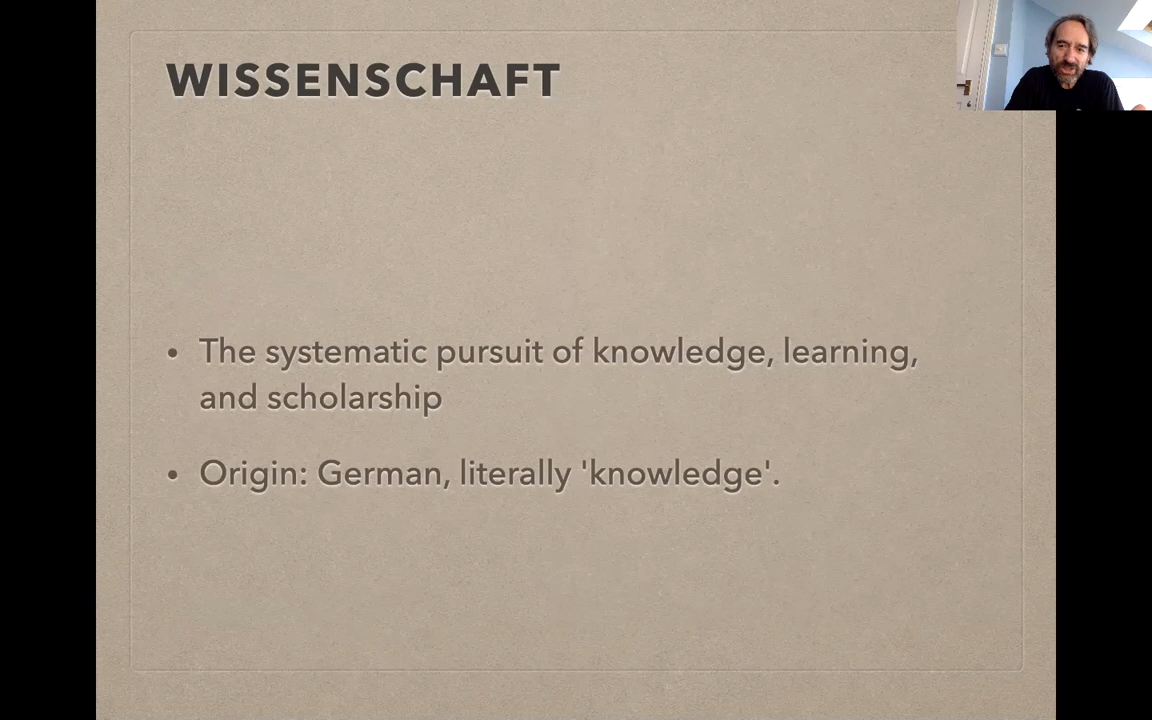 WISSENSCHAFT
• The systematic pursuit of knowledge, learning,
and scholarship
• Origin: German, literally 'knowledge'.